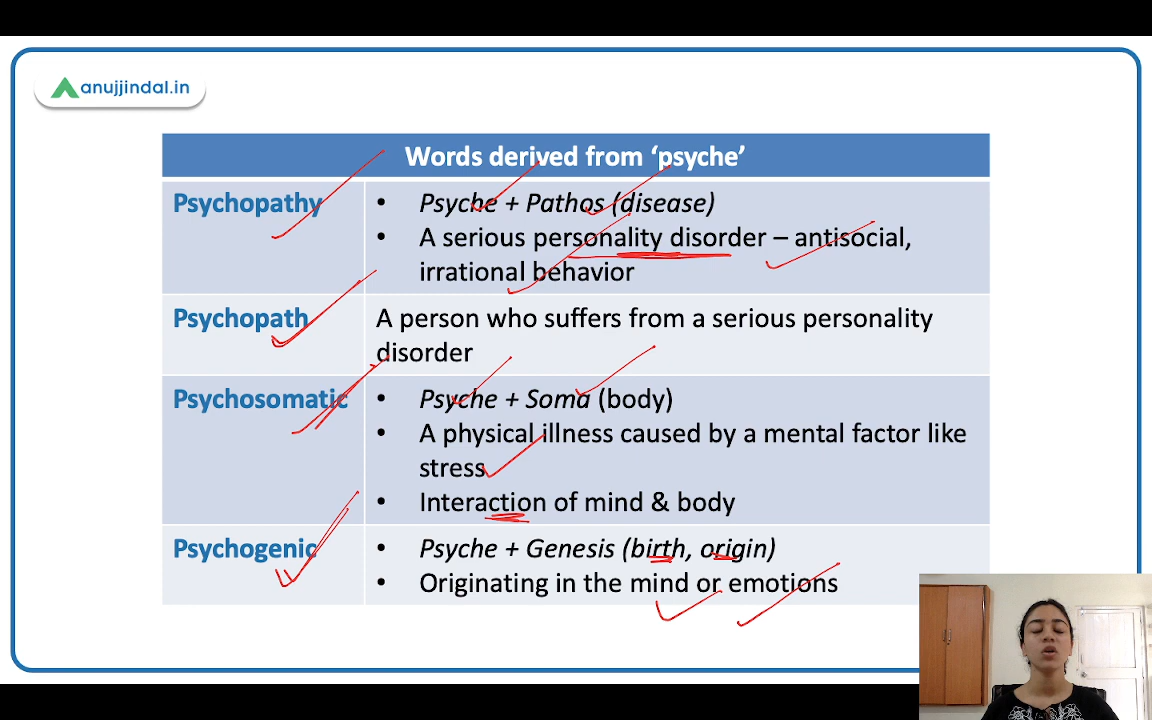 anujjindal.in
Words derived from ‘psyche’
Psychopathy
• Psyche + Pathos (disease)
• A serious personality disorder – antisocial,
irrational behavior
Psychopath
A person who suffers from a serious personality
disorder
Psychosomatic
• Psyche + Soma (body)
• A physical illness caused by a mental factor like
stress
• Interaction of mind & body
Psychogenic
• Psyche + Genesis (birth, origin)
• Originating in the mind or emotions